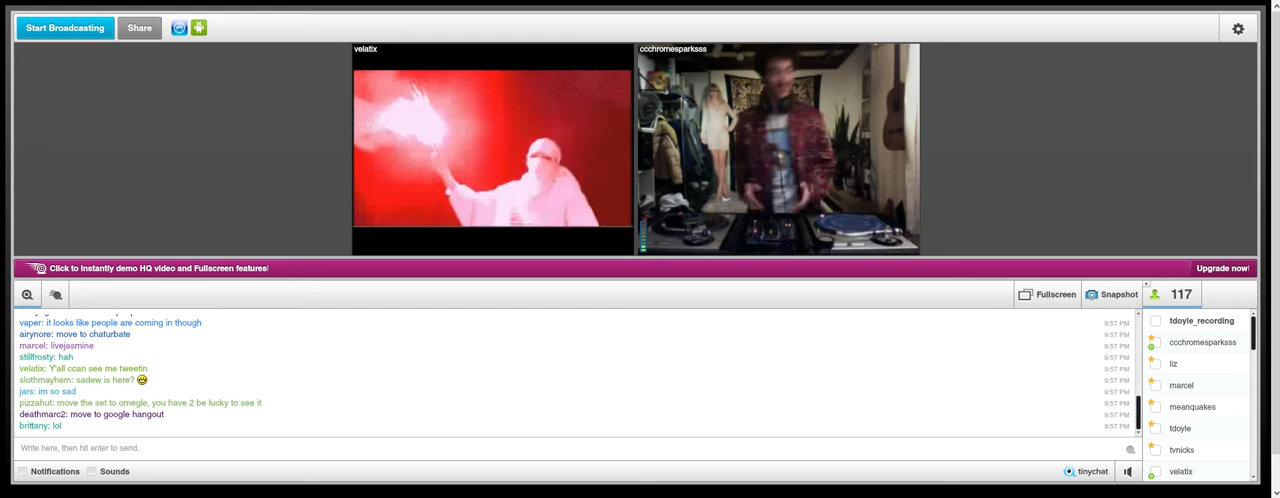 Start Broadcasting
Share
velatix
ccchromesparksss
Click to instantly demo HQ video and Fullscreen features!
Upgrade now!
Fullscreen
Snapshot
117
vaper: it looks like people are coming in though 9:57 PM
airynore: move to chaturbate 9:57 PM
marcel: livejasmine 9:57 PM
stillfrosty: hah 9:57 PM
velatix: Y'all ccan see me tweetin 9:57 PM
slothmayhem: sadew is here? 9:57 PM
jars: im so sad 9:57 PM
pizzahut: move the set to omegle, you have 2 be lucky to see it 9:57 PM
deathmarc2: move to google hangout 9:57 PM
brittany: lol 9:57 PM
tdoyle_recording
ccchromesparksss
liz
marcel
meanquakes
tdoyle
tvnicks
velatix
Write here, then hit enter to send.
Notifications
Sounds
tinychat